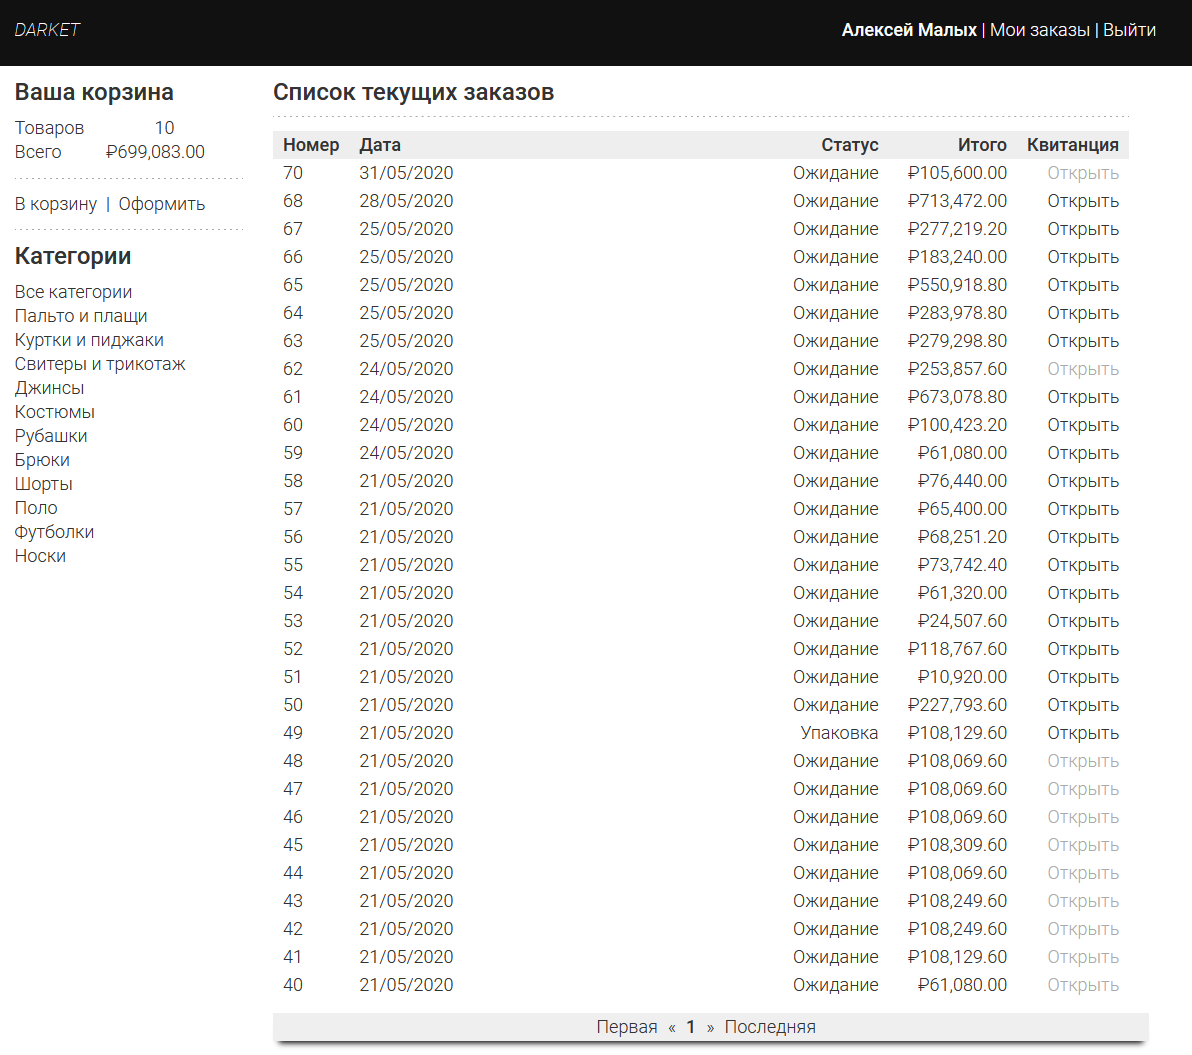 DARKET
Алексей Малых | Мои заказы | Выйти
Ваша корзина
Товаров 10
Всего ₽699,083.00
В корзину | Оформить
Категории
Все категории
Пальто и плащи
Куртки и пиджаки
Свитеры и трикотаж
Джинсы
Костюмы
Рубашки
Брюки
Шорты
Поло
Футболки
Носки
Список текущих заказов
Номер Дата Статус Итого Квитанция
70 31/05/2020 Ожидание ₽105,600.00 Открыть
68 28/05/2020 Ожидание ₽713,472.00 Открыть
67 25/05/2020 Ожидание ₽277,219.20 Открыть
66 25/05/2020 Ожидание ₽183,240.00 Открыть
65 25/05/2020 Ожидание ₽550,918.80 Открыть
64 25/05/2020 Ожидание ₽283,978.80 Открыть
63 25/05/2020 Ожидание ₽279,298.80 Открыть
62 24/05/2020 Ожидание ₽253,857.60 Открыть
61 24/05/2020 Ожидание ₽673,078.80 Открыть
60 24/05/2020 Ожидание ₽100,423.20 Открыть
59 24/05/2020 Ожидание ₽61,080.00 Открыть
58 21/05/2020 Ожидание ₽76,440.00 Открыть
57 21/05/2020 Ожидание ₽65,400.00 Открыть
56 21/05/2020 Ожидание ₽68,251.20 Открыть
55 21/05/2020 Ожидание ₽73,742.40 Открыть
54 21/05/2020 Ожидание ₽61,320.00 Открыть
53 21/05/2020 Ожидание ₽24,507.60 Открыть
52 21/05/2020 Ожидание ₽118,767.60 Открыть
51 21/05/2020 Ожидание ₽10,920.00 Открыть
50 21/05/2020 Ожидание ₽227,793.60 Открыть
49 21/05/2020 Упаковка ₽108,129.60 Открыть
48 21/05/2020 Ожидание ₽108,069.60 Открыть
47 21/05/2020 Ожидание ₽108,069.60 Открыть
46 21/05/2020 Ожидание ₽108,069.60 Открыть
45 21/05/2020 Ожидание ₽108,309.60 Открыть
44 21/05/2020 Ожидание ₽108,069.60 Открыть
43 21/05/2020 Ожидание ₽108,249.60 Открыть
42 21/05/2020 Ожидание ₽108,249.60 Открыть
41 21/05/2020 Ожидание ₽108,129.60 Открыть
40 21/05/2020 Ожидание ₽61,080.00 Открыть
Первая « 1 » Последняя